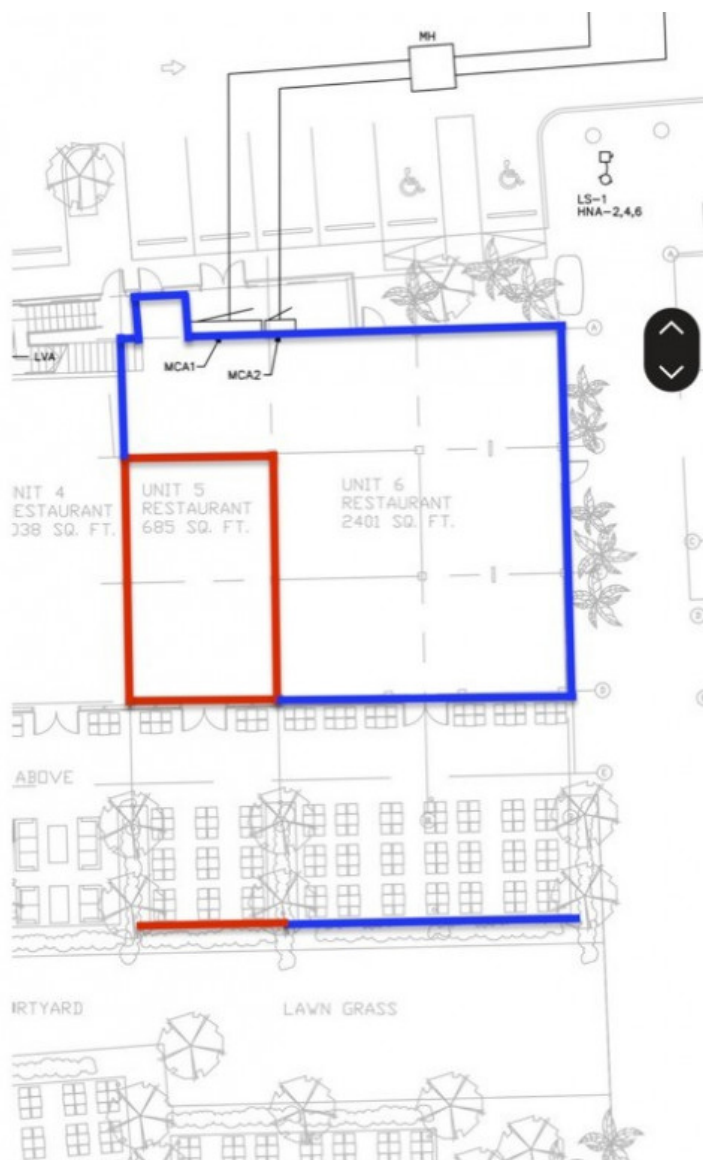 MH
LS-1
HNA-2,4,6
A
A
LVA
MCA1
MCA2
NIT 4
ESTAURANT
038 SQ. FT.
UNIT 5
RESTAURANT
685 SQ. FT.
UNIT 6
RESTAURANT
2401 SQ. FT.
C
D
E
ABOVE
RTYARD
LAWN GRASS